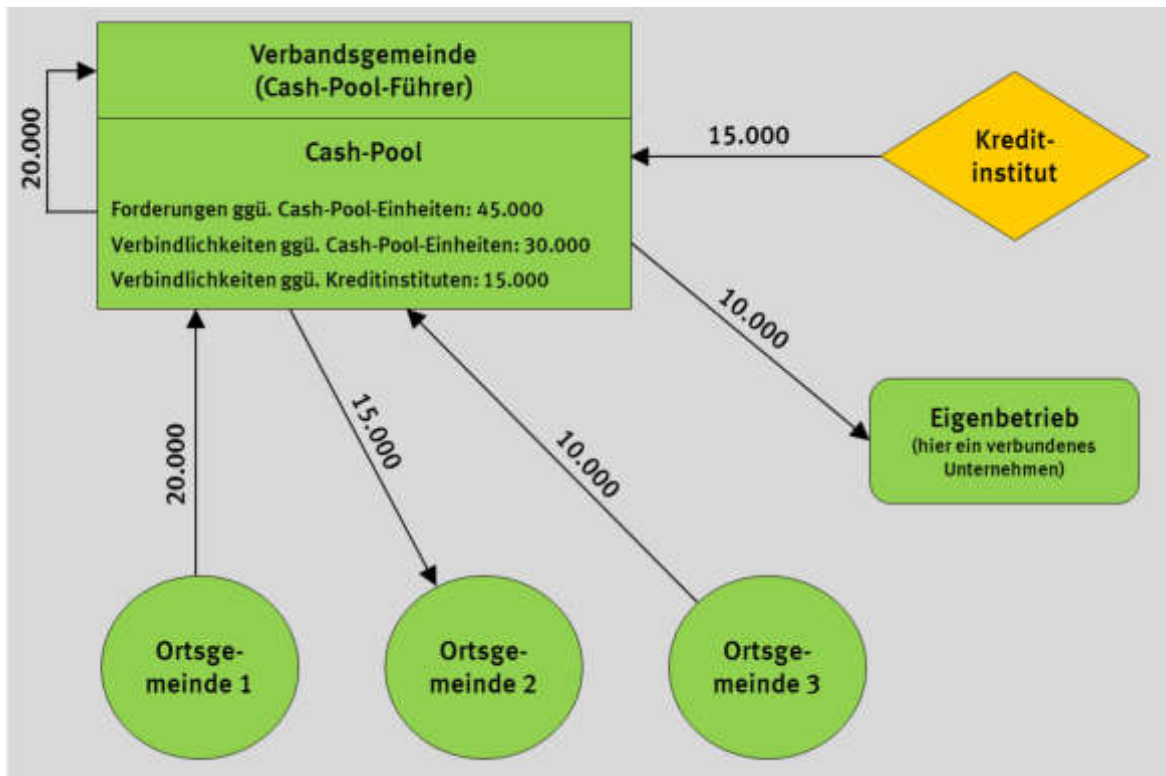 Verbandsgemeinde
(Cash-Pool-Führer)
20.000
Cash-Pool
Forderungen ggü. Cash-Pool-Einheiten: 45.000
Verbindlichkeiten ggü. Cash-Pool-Einheiten: 30.000
Verbindlichkeiten ggü. Kreditinstituten: 15.000
15.000
Kredit-
institut
10.000
Eigenbetrieb
(hier ein verbundenes
Unternehmen)
20.000
15.000
10.000
Ortsge-
meinde 1
Ortsge-
meinde 2
Ortsge-
meinde 3